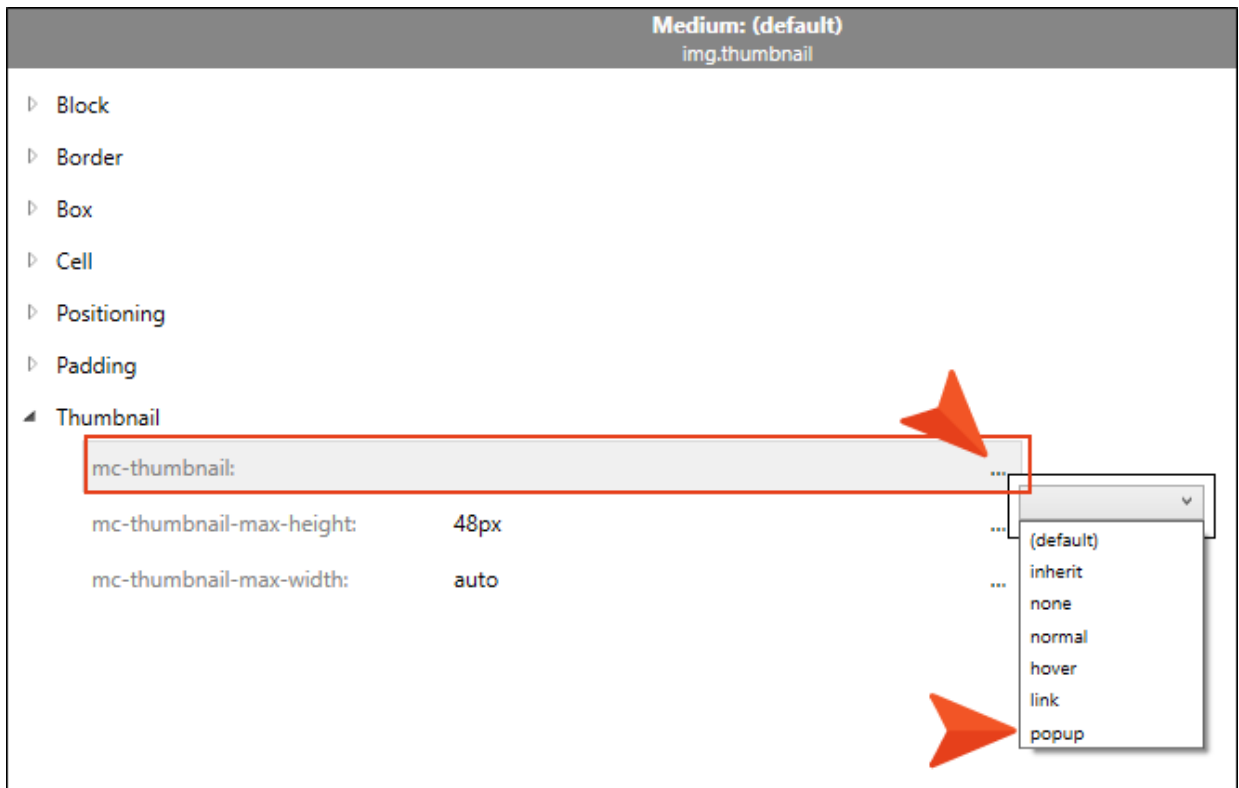 Medium: (default)
img.thumbnail
Block
Border
Box
Cell
Positioning
Padding
Thumbnail
mc-thumbnail: ...
mc-thumbnail-max-height: 48px ...
mc-thumbnail-max-width: auto ...
(default)
inherit
none
normal
hover
link
popup